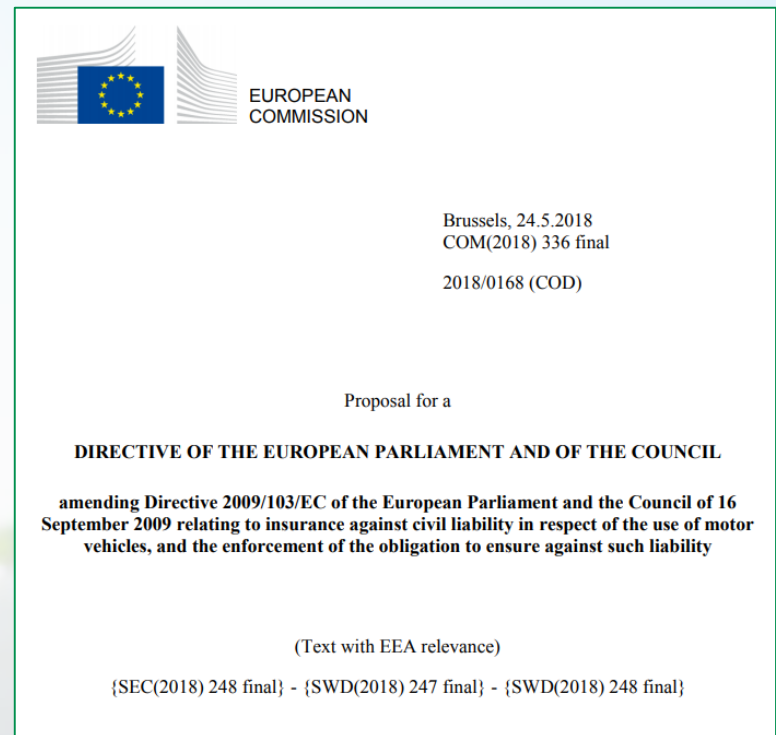 EUROPEAN
COMMISSION
Brussels, 24.5.2018
COM(2018) 336 final
2018/0168 (COD)
Proposal for a
DIRECTIVE OF THE EUROPEAN PARLIAMENT AND OF THE COUNCIL
amending Directive 2009/103/EC of the European Parliament and the Council of 16
September 2009 relating to insurance against civil liability in respect of the use of motor
vehicles, and the enforcement of the obligation to ensure against such liability
(Text with EEA relevance)
{SEC(2018) 248 final} - {SWD(2018) 247 final} - {SWD(2018) 248 final}